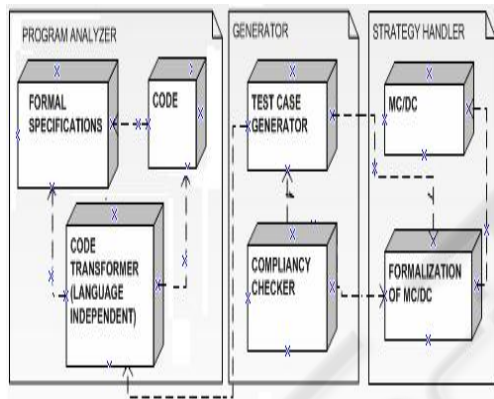 PROGRAM ANALYZER
FORMAL
SPECIFICATIONS
CODE
CODE
TRANSFORMER
(LANGUAGE
INDEPENDENT)
GENERATOR
TEST CASE
GENERATOR
COMPLIANCY
CHECKER
STRATEGY HANDLER
MC/DC
FORMALIZATION
OF MC/DC